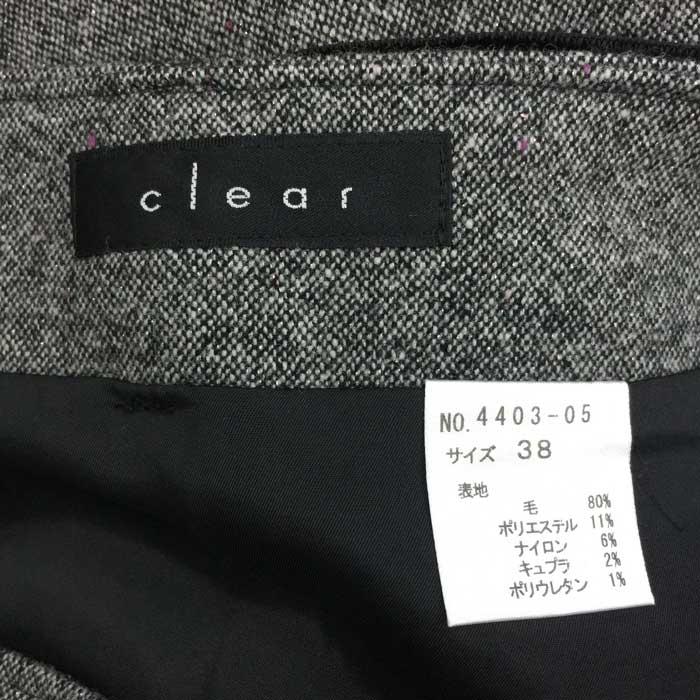 clear
NO. 4403-05
サイズ 38
表地
毛 80%
ポリエステル 11%
ナイロン 6%
キュプラ 2%
ポリウレタン 1%